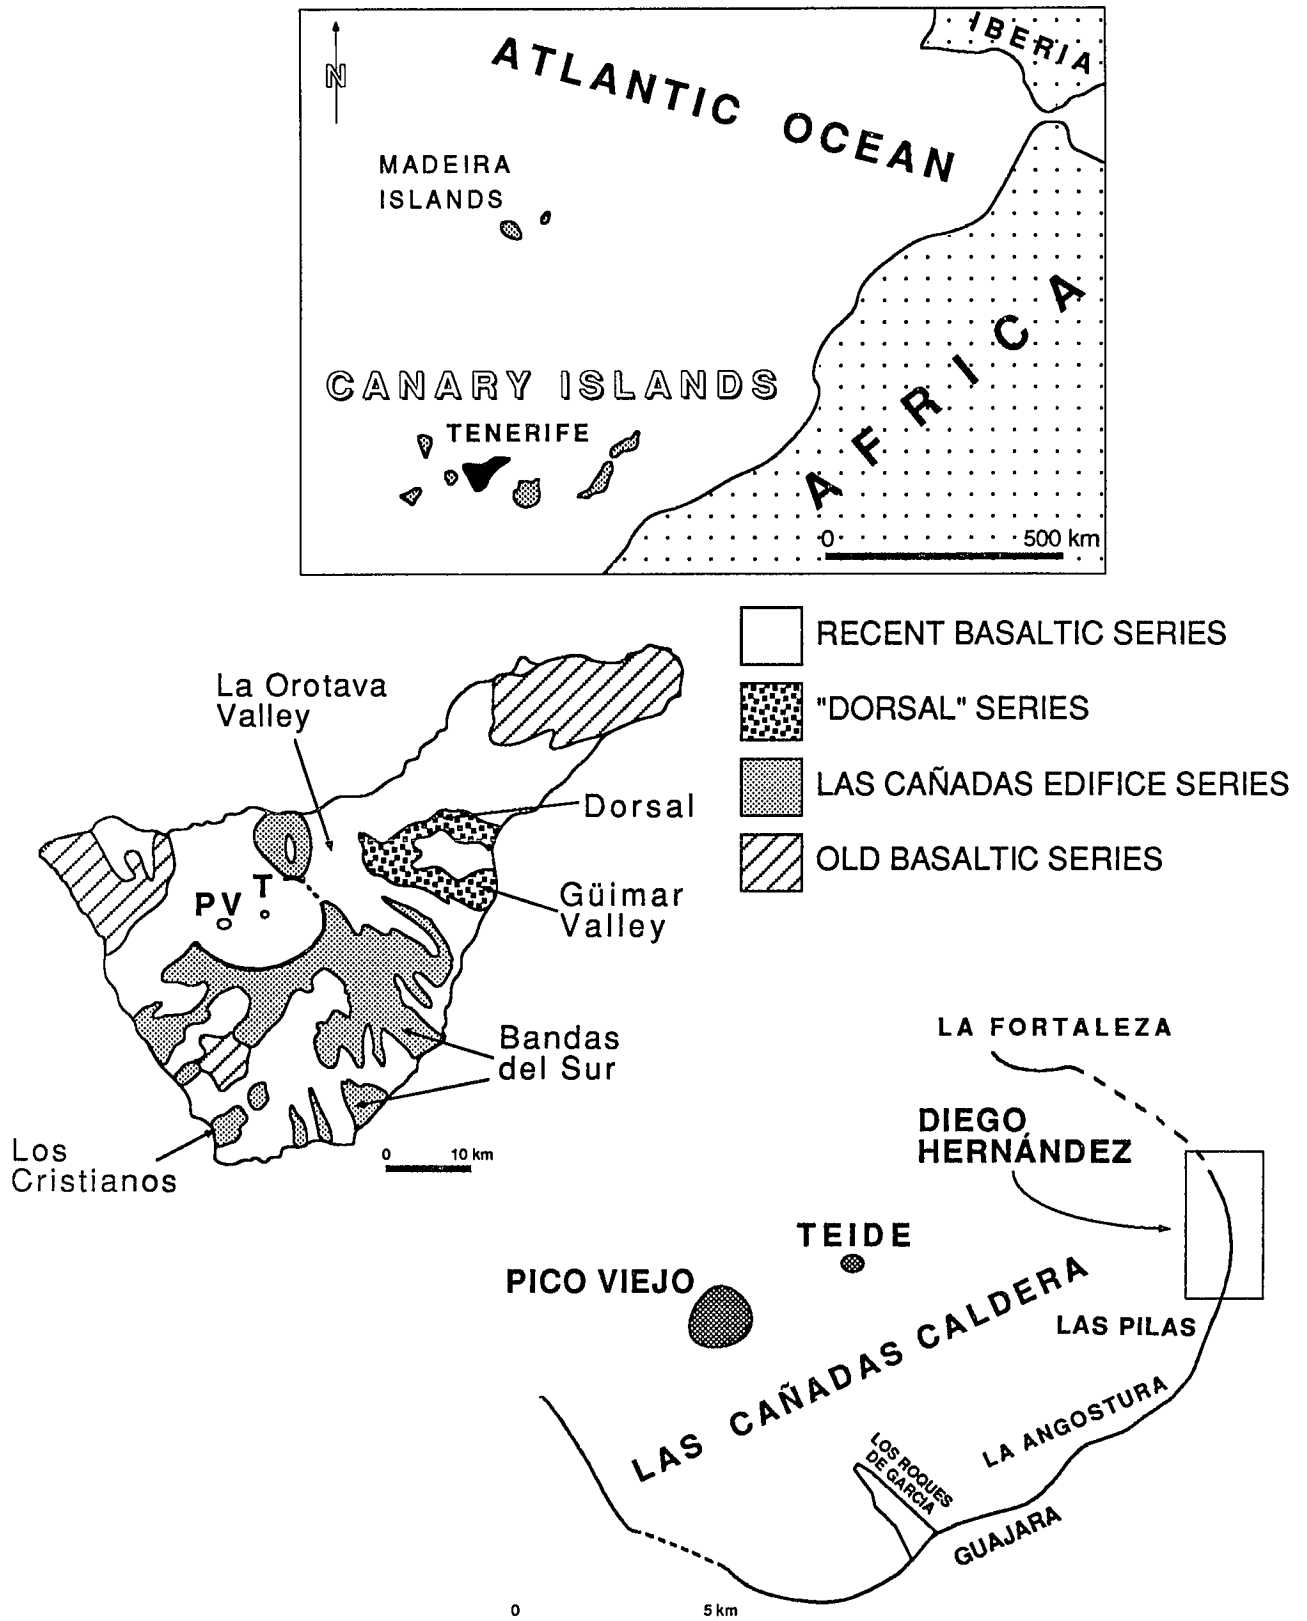 IBERIA
ATLANTIC OCEAN
N
MADEIRA
ISLANDS
AFRICA
CANARY ISLANDS
TENERIFE
0 500 km
RECENT BASALTIC SERIES
"DORSAL" SERIES
LAS CAÑADAS EDIFICE SERIES
OLD BASALTIC SERIES
La Orotava
Valley
Dorsal
T
PV
Güimar
Valley
Bandas
del Sur
Los
Cristianos
0 10 km
LA FORTALEZA
DIEGO
HERNÁNDEZ
TEIDE
PICO VIEJO
LAS CAÑADAS CALDERA
LAS PILAS
LA ANGOSTURA
LOS ROQUES
DE GARCIA
GUAJARA
0 5 km